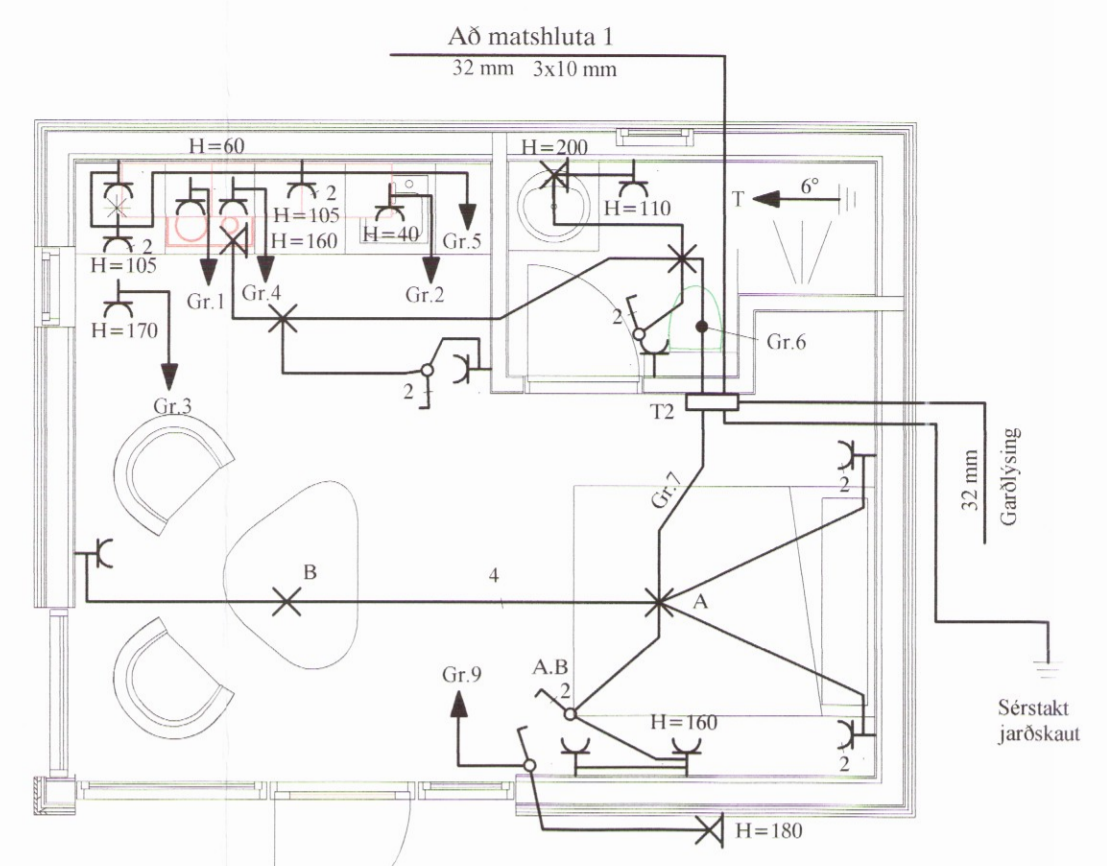 Að matshluta 1
32 mm 3x10 mm
H=60
H=200
2
H=105
H=160
H=40
Gr.5
H=110
T
6°
2
H=105
Gr.1
Gr.4
Gr.2
H=170
2
Gr.6
Gr.3
2
T2
32 mm
Garðlýsing
2
Gr.7
B
4
A
Gr.9
A.B
2
H=160
2
Sérstakt
jarðskaut
H=180